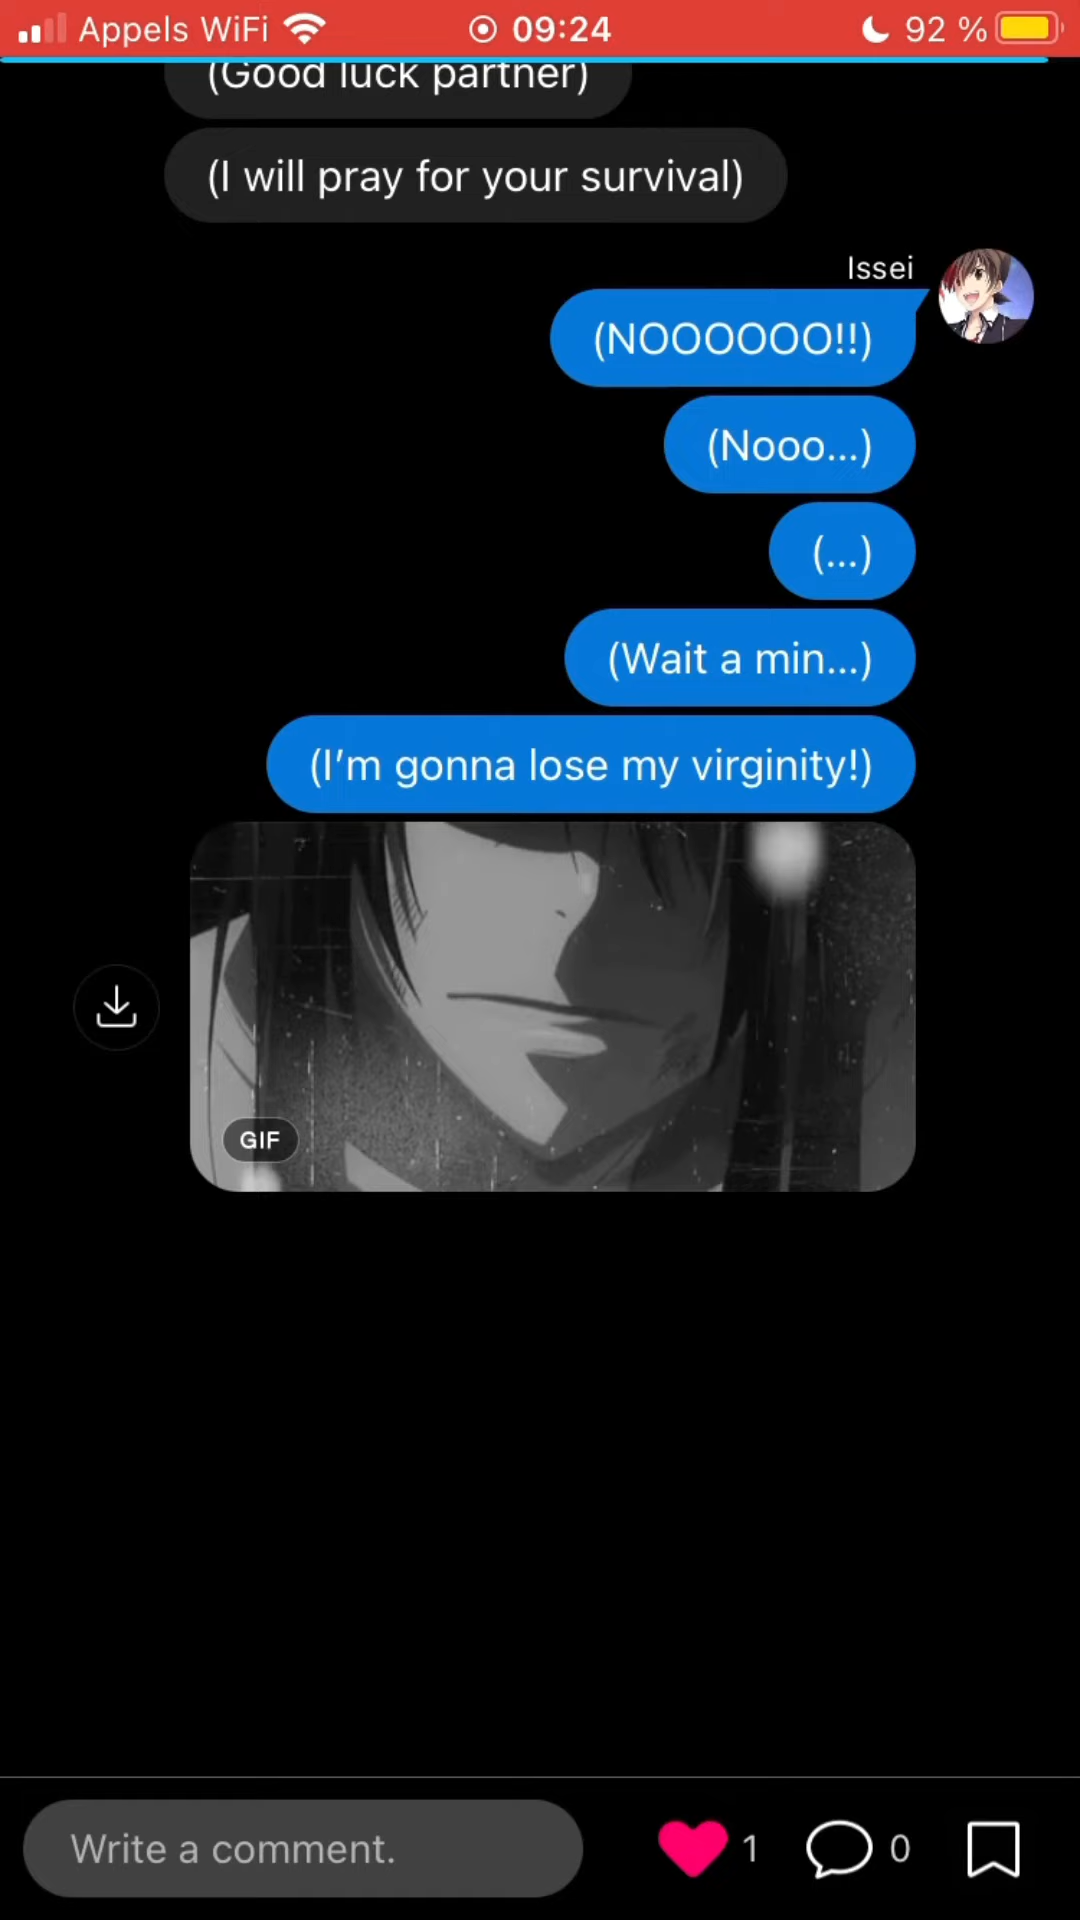 Appels WiFi 09:24 92 %
(Good luck partner)
(I will pray for your survival)
Issei
(NOOOOOO!!)
(Nooo...)
(...)
(Wait a min...)
(I’m gonna lose my virginity!)
GIF
Write a comment. 1 0